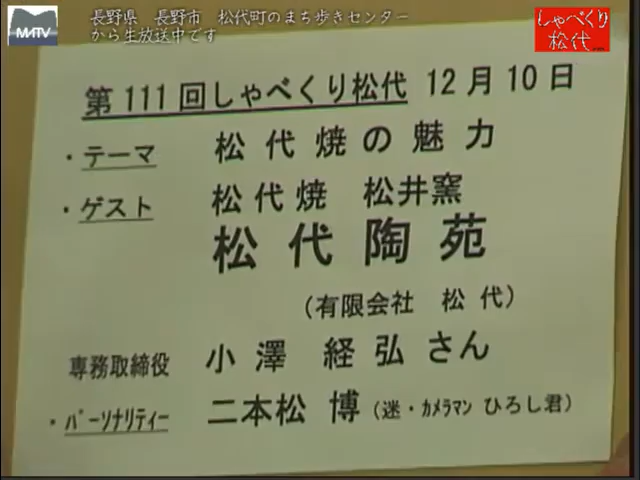 MATV
長野県 長野市 松代町のまち歩きセンター
から生放送中です
しゃべくり
松代
第111回しゃべくり松代 12月10日
・テーマ 松代焼の魅力
・ゲスト 松代焼 松井窯
松代陶苑
（有限会社 松代）
専務取締役 小澤 経弘さん
・ﾊﾟｰｿﾅﾘﾃｨｰ 二本松 博（迷・ｶﾒﾗﾏﾝ ひろし君）